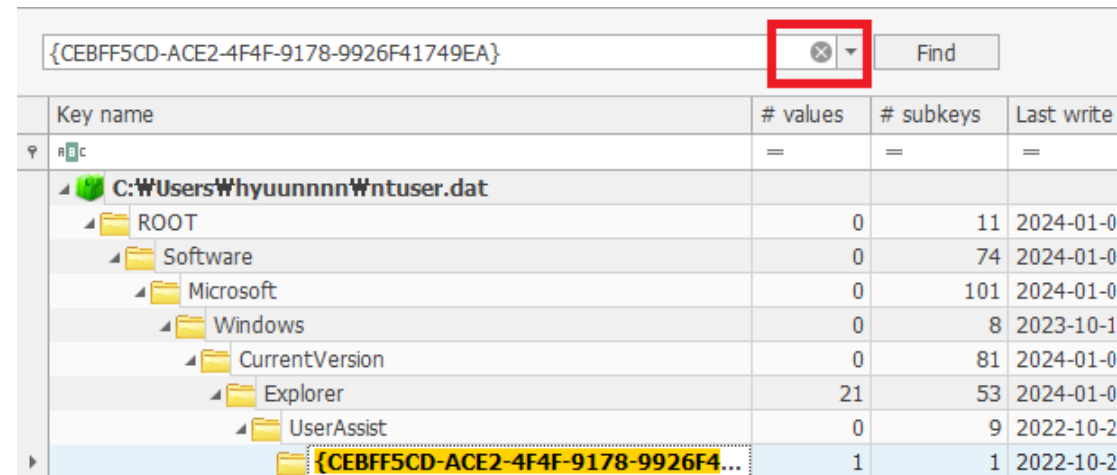 {CEBFF5CD-ACE2-4F4F-9178-9926F41749EA} Find
Key name # values # subkeys Last write
ABC = = =
C:₩Users₩hyuunnnn₩ntuser.dat
ROOT 0 11 2024-01-0
Software 0 74 2024-01-0
Microsoft 0 101 2024-01-0
Windows 0 8 2023-10-1
CurrentVersion 0 81 2024-01-0
Explorer 21 53 2024-01-0
UserAssist 0 9 2022-10-2
{CEBFF5CD-ACE2-4F4F-9178-9926F4... 1 1 2022-10-2